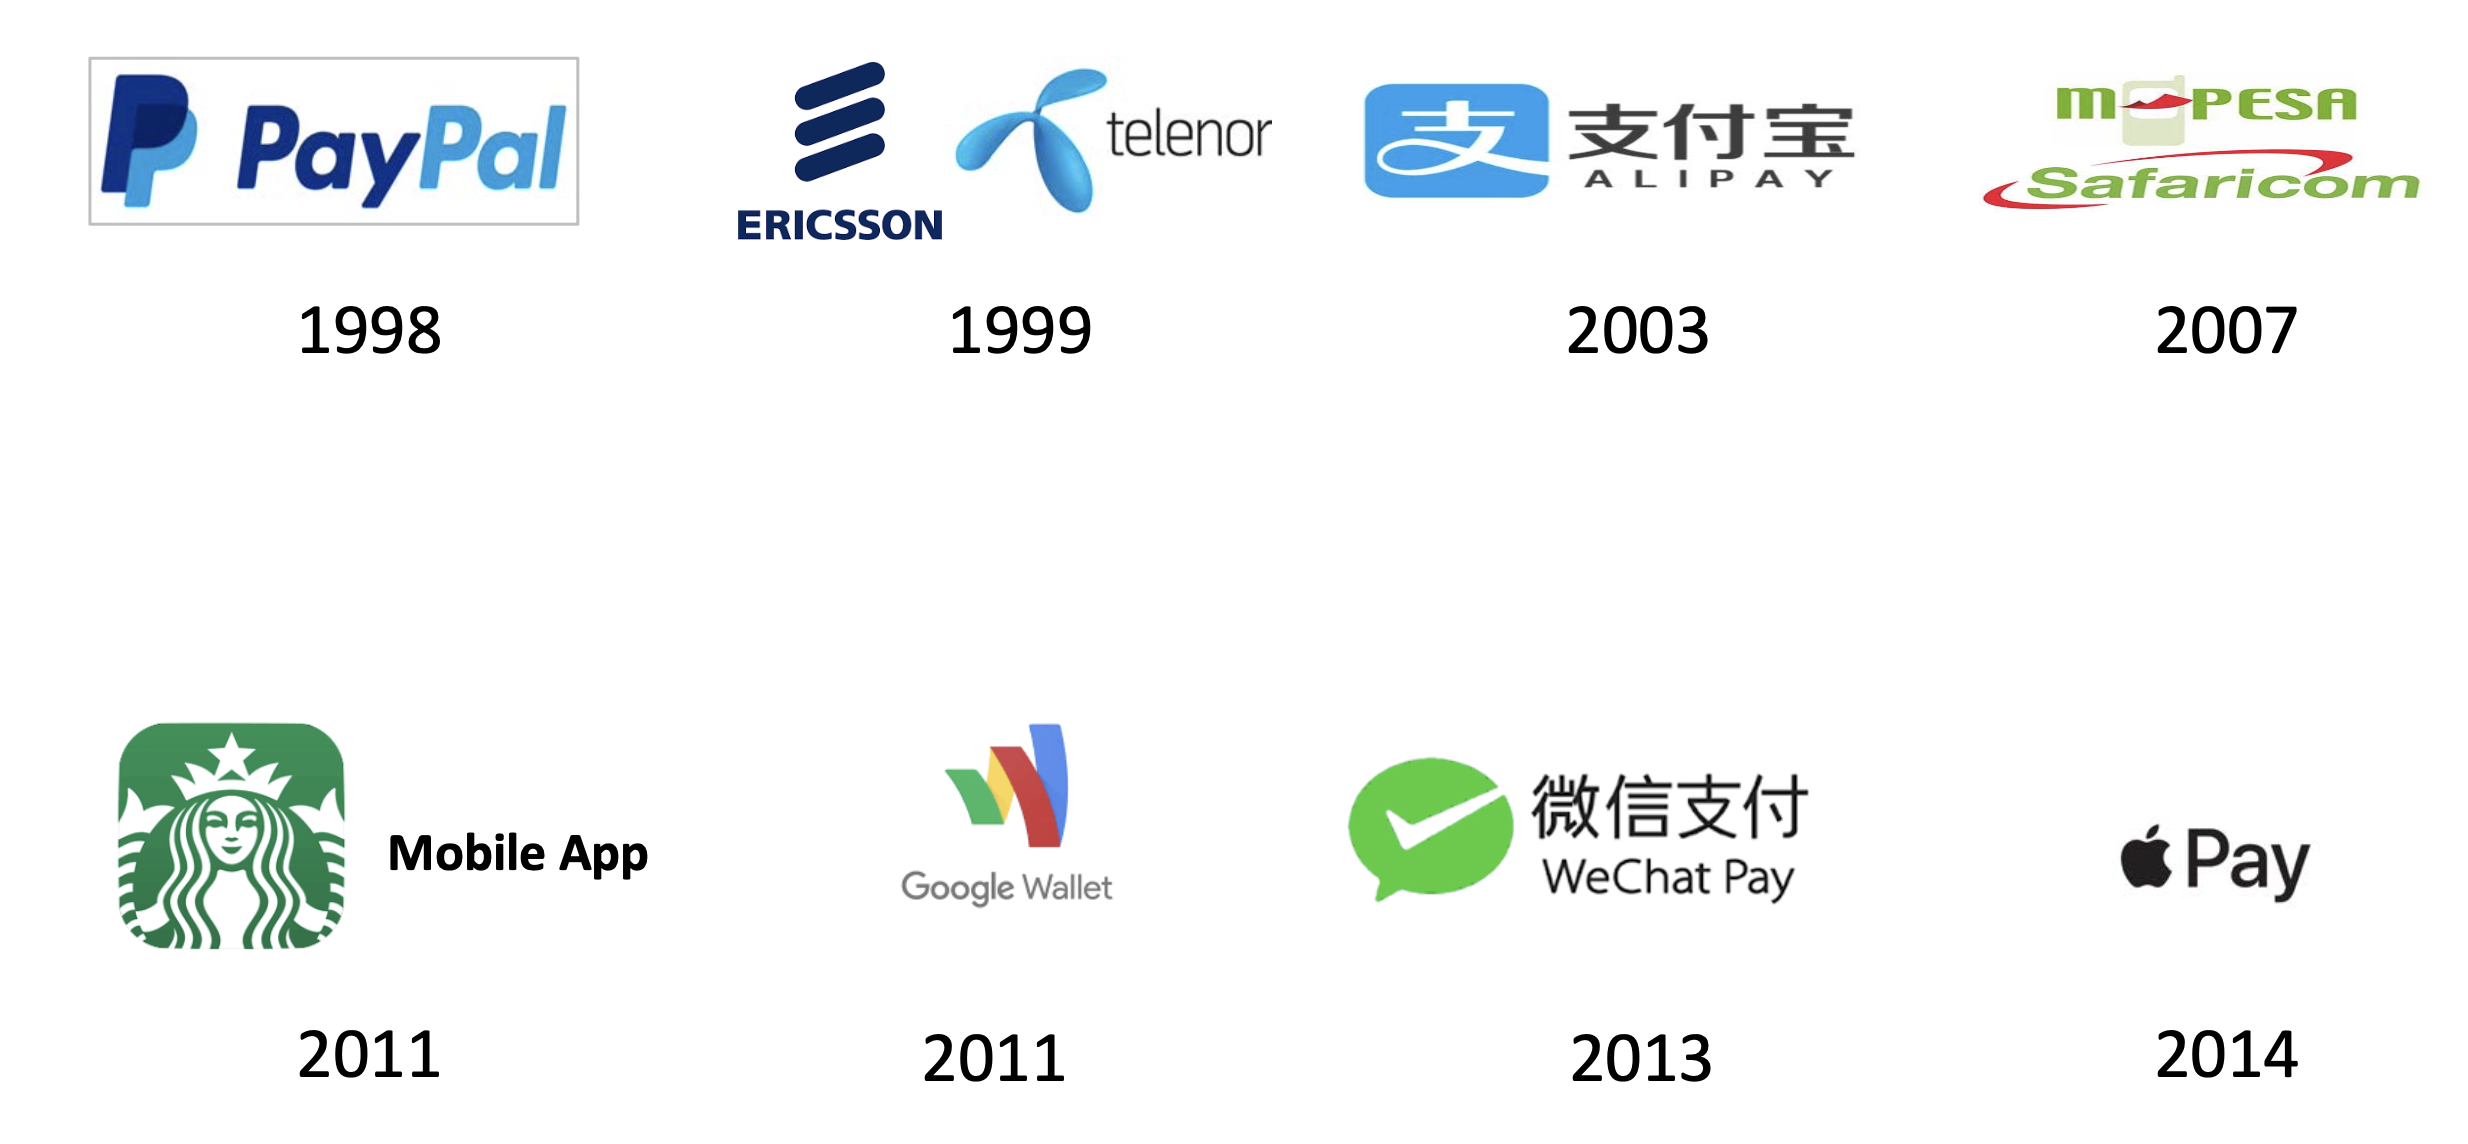 PayPal
ERICSSON
telenor
支付宝
ALIPAY
M-PESA
Safaricom
1998
1999
2003
2007
Mobile App
Google Wallet
微信支付
WeChat Pay
Pay
2011
2011
2013
2014